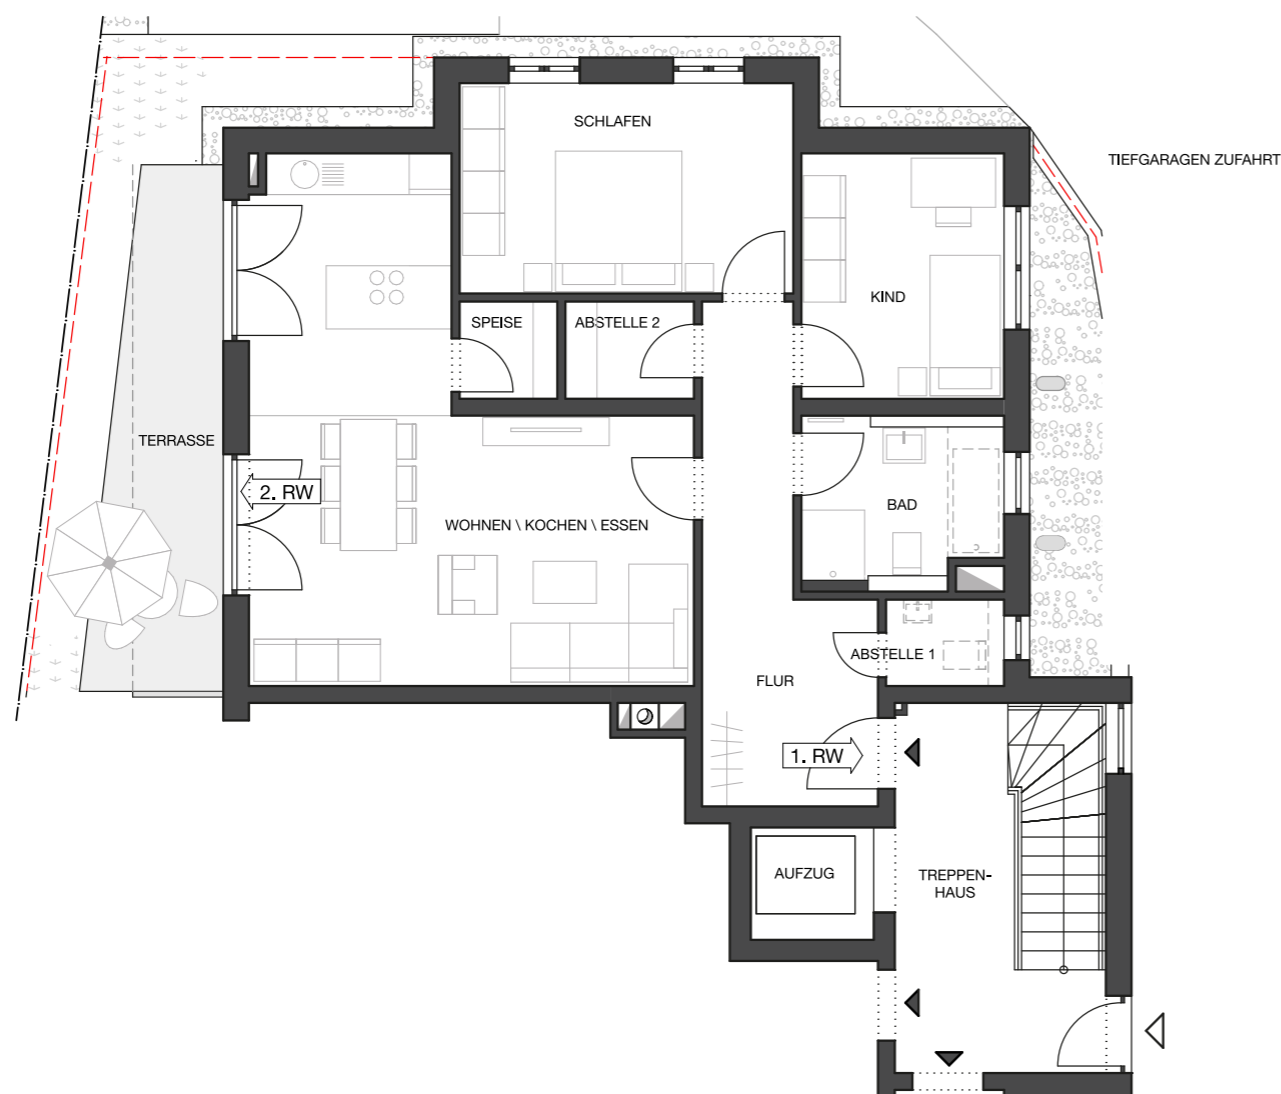 SCHLAFEN
TIEFGARAGEN ZUFAHRT
KIND
SPEISE
ABSTELLE 2
TERRASSE
2. RW
WOHNEN \ KOCHEN \ ESSEN
BAD
ABSTELLE 1
FLUR
1. RW
AUFZUG
TREPPEN-
HAUS